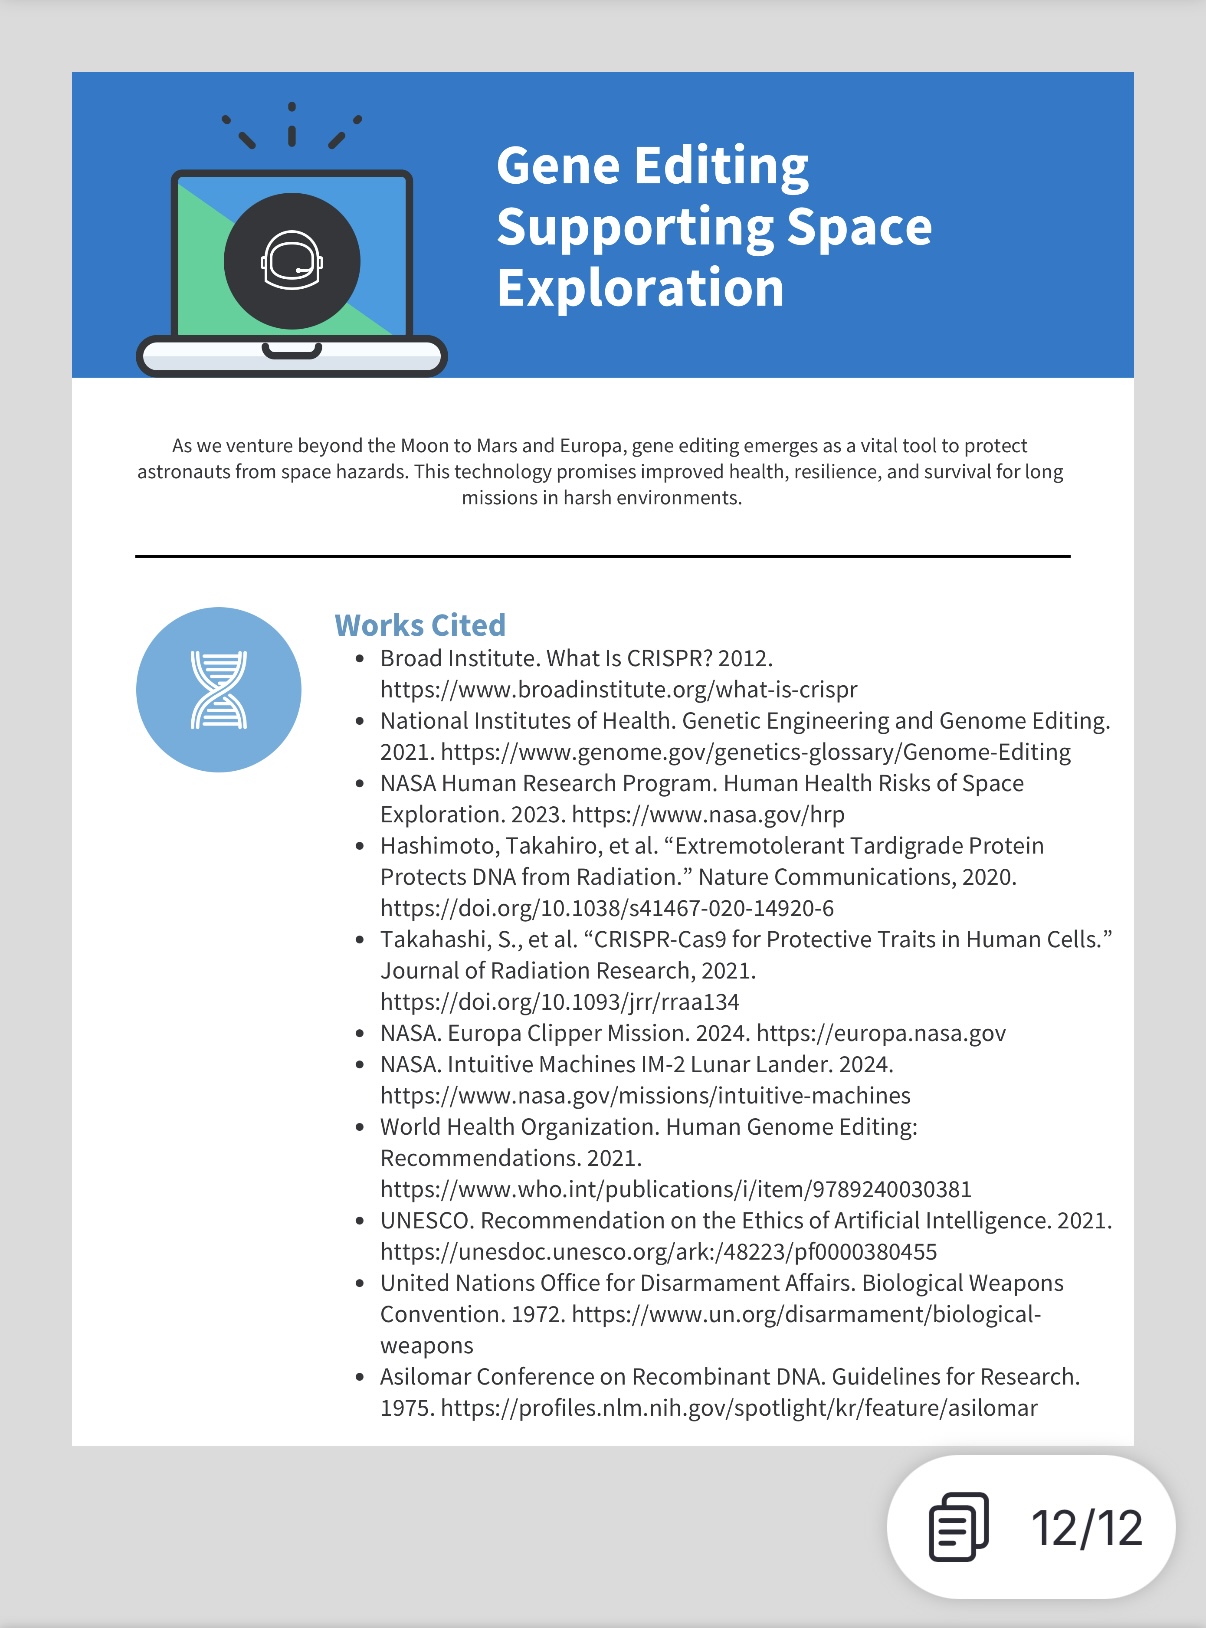 Gene Editing
Supporting Space
Exploration
As we venture beyond the Moon to Mars and Europa, gene editing emerges as a vital tool to protect
astronauts from space hazards. This technology promises improved health, resilience, and survival for long
missions in harsh environments.
Works Cited
• Broad Institute. What Is CRISPR? 2012.
https://www.broadinstitute.org/what-is-crispr
• National Institutes of Health. Genetic Engineering and Genome Editing.
2021. https://www.genome.gov/genetics-glossary/Genome-Editing
• NASA Human Research Program. Human Health Risks of Space
Exploration. 2023. https://www.nasa.gov/hrp
• Hashimoto, Takahiro, et al. “Extremotolerant Tardigrade Protein
Protects DNA from Radiation.” Nature Communications, 2020.
https://doi.org/10.1038/s41467-020-14920-6
• Takahashi, S., et al. “CRISPR-Cas9 for Protective Traits in Human Cells.”
Journal of Radiation Research, 2021.
https://doi.org/10.1093/jrr/rraa134
• NASA. Europa Clipper Mission. 2024. https://europa.nasa.gov
• NASA. Intuitive Machines IM-2 Lunar Lander. 2024.
https://www.nasa.gov/missions/intuitive-machines
• World Health Organization. Human Genome Editing:
Recommendations. 2021.
https://www.who.int/publications/i/item/9789240030381
• UNESCO. Recommendation on the Ethics of Artificial Intelligence. 2021.
https://unesdoc.unesco.org/ark:/48223/pf0000380455
• United Nations Office for Disarmament Affairs. Biological Weapons
Convention. 1972. https://www.un.org/disarmament/biological-
weapons
• Asilomar Conference on Recombinant DNA. Guidelines for Research.
1975. https://profiles.nlm.nih.gov/spotlight/kr/feature/asilomar
12/12